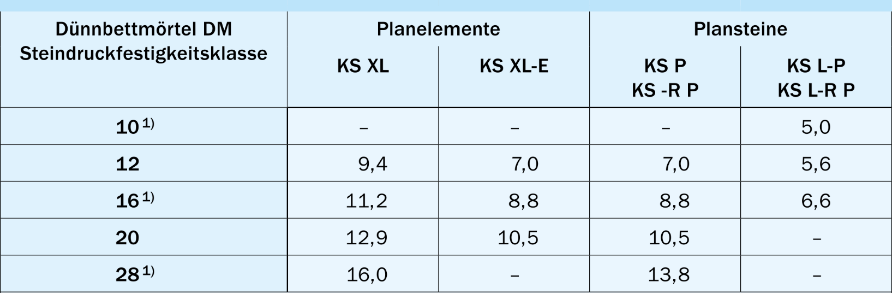 Dünnbettmörtel DM Planelemente Plansteine
Steindruckfestigkeitsklasse
KS XL KS XL-E KS P KS L-P
KS -R P KS L-R P
10 1) – – – 5,0
12 9,4 7,0 7,0 5,6
16 1) 11,2 8,8 8,8 6,6
20 12,9 10,5 10,5 –
28 1) 16,0 – 13,8 –